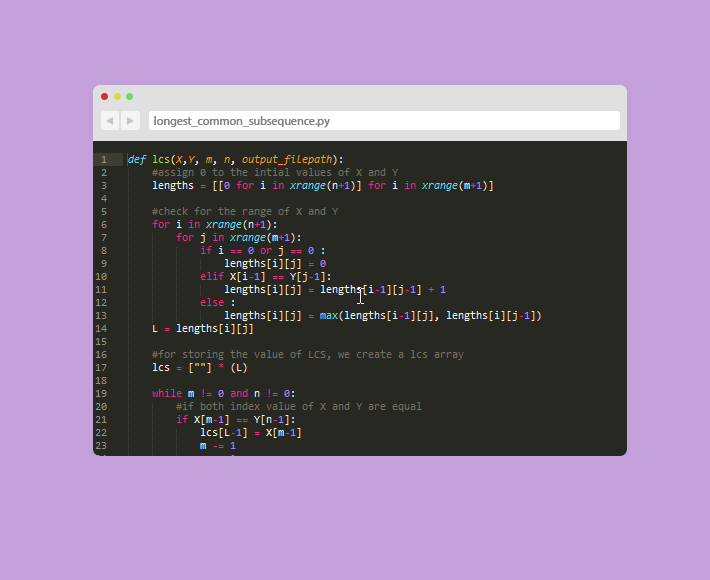 longest_common_subsequence.py
1 def lcs(X,Y, m, n, output_filepath):
2 #assign 0 to the intial values of X and Y
3 lengths = [[0 for i in xrange(n+1)] for i in xrange(m+1)]
4
5 #check for the range of X and Y
6 for i in xrange(n+1):
7 for j in xrange(m+1):
8 if i == 0 or j == 0 :
9 lengths[i][j] = 0
10 elif X[i-1] == Y[j-1]:
11 lengths[i][j] = lengths[i-1][j-1] + 1
12 else :
13 lengths[i][j] = max(lengths[i-1][j], lengths[i][j-1])
14 L = lengths[i][j]
15
16 #for storing the value of LCS, we create a lcs array
17 lcs = [""] * (L)
18
19 while m != 0 and n != 0:
20 #if both index value of X and Y are equal
21 if X[m-1] == Y[n-1]:
22 lcs[L-1] = X[m-1]
23 m -= 1